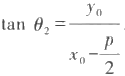 tan θ₂ = y₀ / (x₀ − p/2)